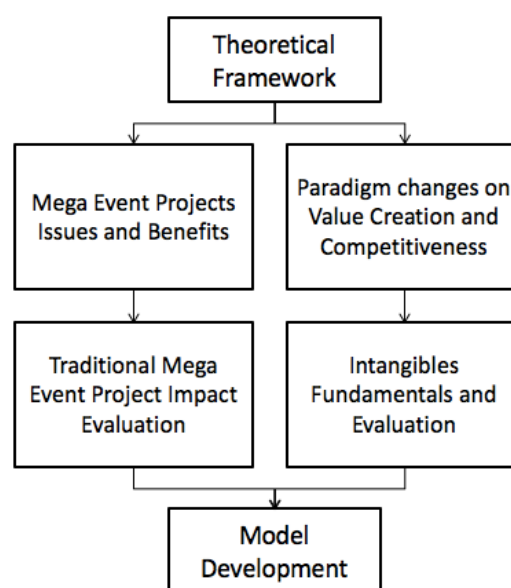 Theoretical
Framework
Mega Event Projects
Issues and Benefits
Paradigm changes on
Value Creation and
Competitiveness
Traditional Mega
Event Project Impact
Evaluation
Intangibles
Fundamentals and
Evaluation
Model
Development